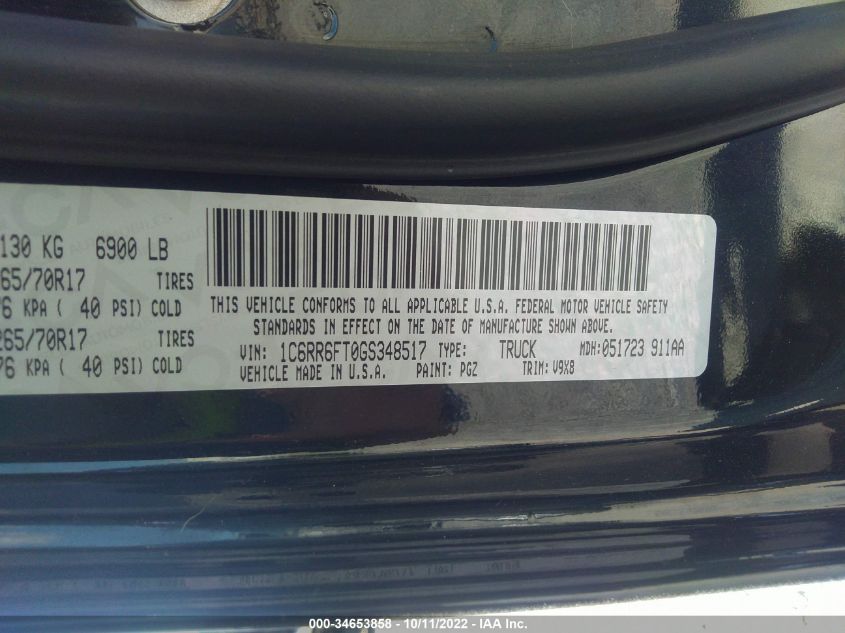 130 KG 6900 LB
65/70R17 TIRES
76 KPA ( 40 PSI) COLD
265/70R17 TIRES
76 KPA ( 40 PSI) COLD
THIS VEHICLE CONFORMS TO ALL APPLICABLE U.S.A. FEDERAL MOTOR VEHICLE SAFETY
STANDARDS IN EFFECT ON THE DATE OF MANUFACTURE SHOWN ABOVE.
VIN: 1C6RR6FT0GS348517 TYPE: TRUCK MDH:051723 911AA
VEHICLE MADE IN U.S.A. PAINT: PGZ TRIM: V9X8
000-34653858 - 10/11/2022 - IAA Inc.